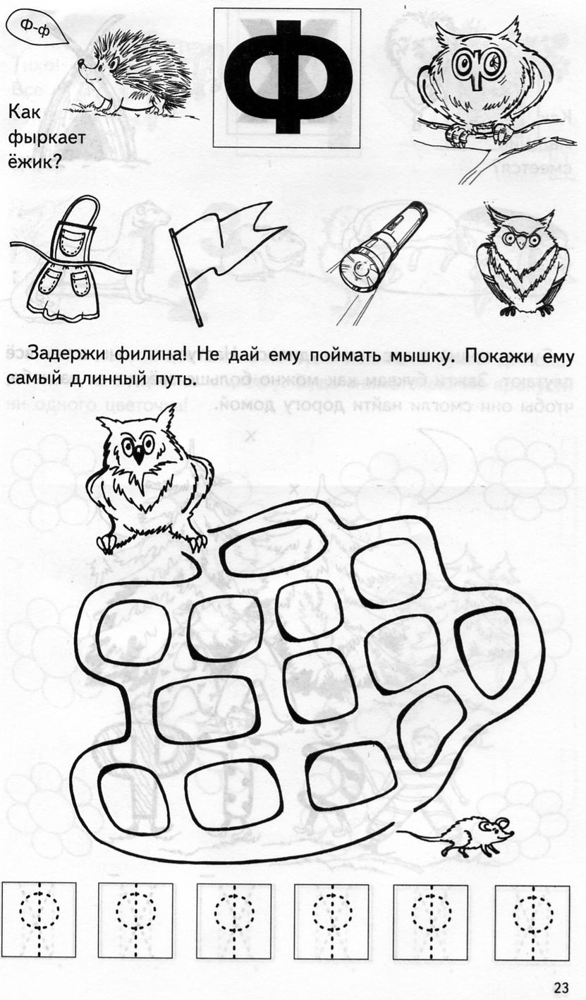 Ф-ф
Ф
Как
фыркает
ёжик?
Задержи филина! Не дай ему поймать мышку. Покажи ему
самый длинный путь.
Ф Ф Ф Ф Ф Ф
23